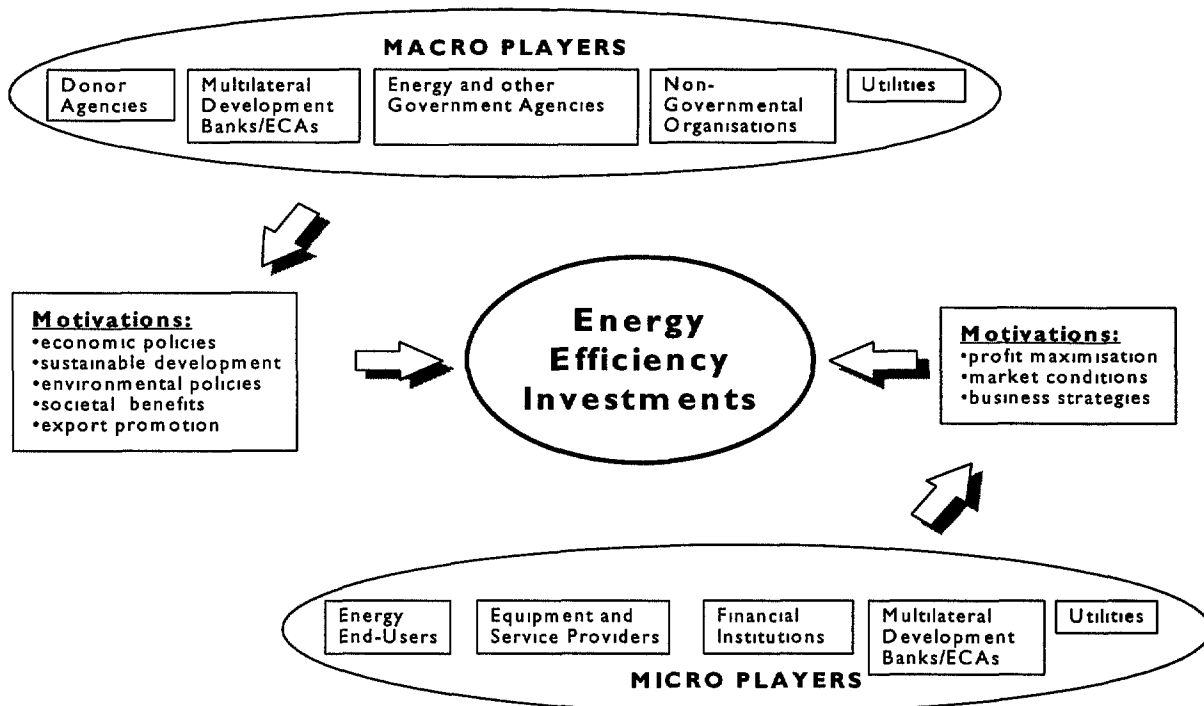 MACRO PLAYERS
Donor
Agencies
Multilateral
Development
Banks/ECAs
Energy and other
Government Agencies
Non-
Governmental
Organisations
Utilities
Motivations:
•economic policies
•sustainable development
•environmental policies
•societal benefits
•export promotion
Energy
Efficiency
Investments
Motivations:
•profit maximisation
•market conditions
•business strategies
Energy
End-Users
Equipment and
Service Providers
Financial
Institutions
Multilateral
Development
Banks/ECAs
Utilities
MICRO PLAYERS